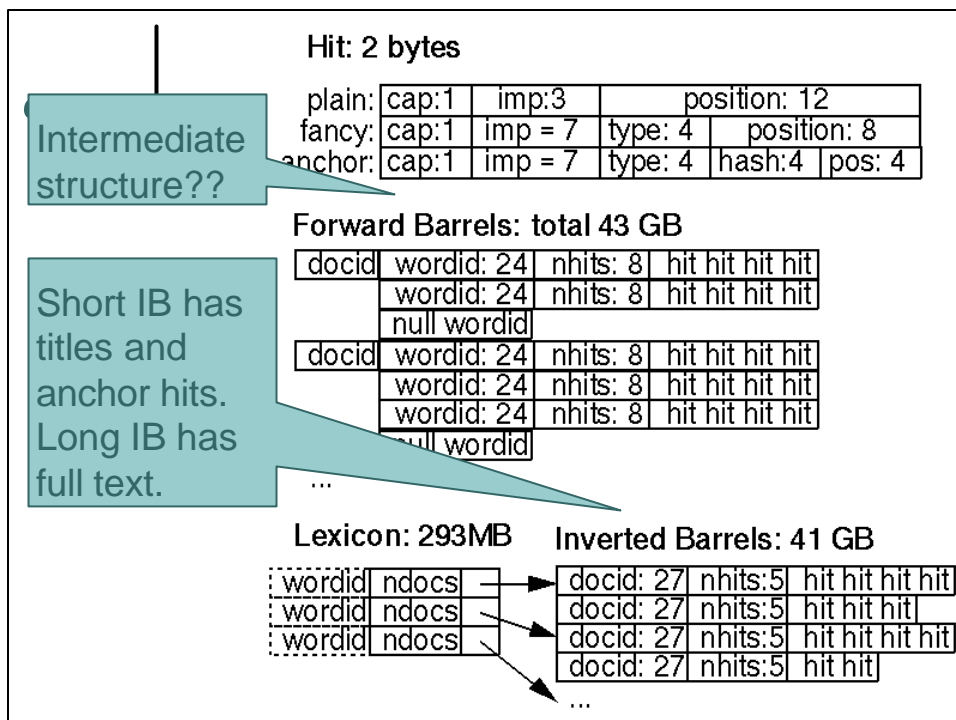 Hit: 2 bytes
plain: cap:1 imp:3 position: 12
fancy: cap:1 imp = 7 type: 4 position: 8
anchor: cap:1 imp = 7 type: 4 hash:4 pos: 4
Intermediate
structure??
Forward Barrels: total 43 GB
docid wordid: 24 nhits: 8 hit hit hit hit
wordid: 24 nhits: 8 hit hit hit hit
null wordid
docid wordid: 24 nhits: 8 hit hit hit hit
wordid: 24 nhits: 8 hit hit hit hit
wordid: 24 nhits: 8 hit hit hit hit
null wordid
...
Short IB has
titles and
anchor hits.
Long IB has
full text.
Lexicon: 293MB
wordid ndocs
wordid ndocs
wordid ndocs
Inverted Barrels: 41 GB
docid: 27 nhits:5 hit hit hit hit
docid: 27 nhits:5 hit hit hit
docid: 27 nhits:5 hit hit hit hit
docid: 27 nhits:5 hit hit
...